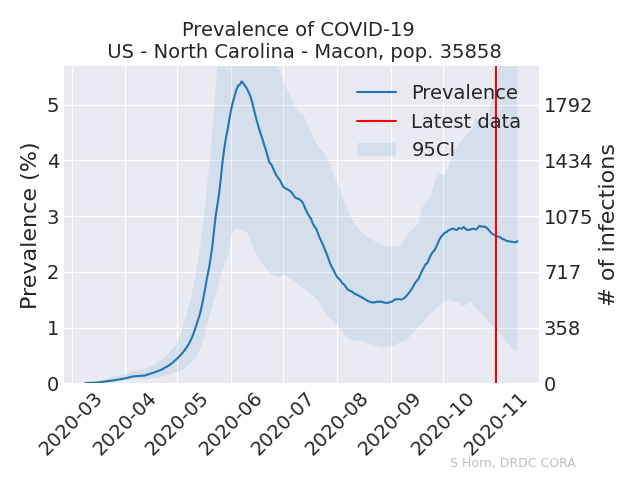 Prevalence of COVID-19
US - North Carolina - Macon, pop. 35858
Prevalence
Latest data
95CI
Prevalence (%)
5
4
3
2
1
0
1792
1434
1075
717
358
0
# of infections
2020-03
2020-04
2020-05
2020-06
2020-07
2020-08
2020-09
2020-10
2020-11
S Horn, DRDC CORA